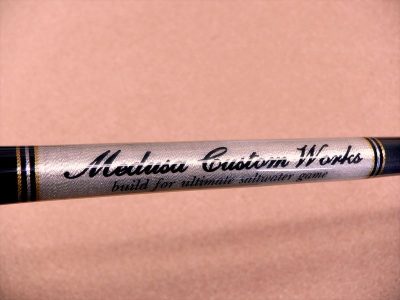 Medusa Custom Works
build for ultimate saltwater game